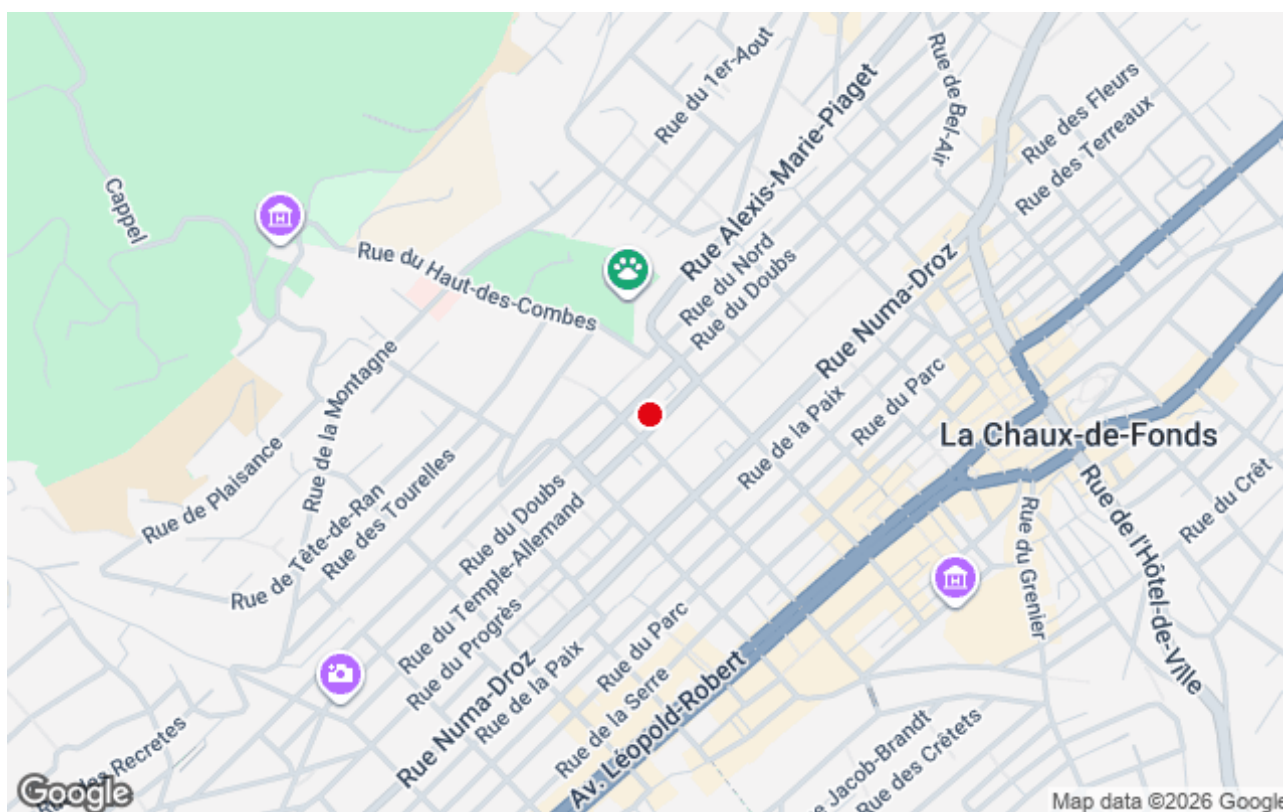 Rue du 1er-Aout
Rue de Bel-Air
Rue des Fleurs
Rue des Terreaux
Rue Alexis-Marie-Piaget
Cappel
Rue du Haut-des-Combes
Rue du Nord
Rue du Doubs
Rue Numa-Droz
Rue de la Montagne
Rue du Parc
Rue de la Paix
La Chaux-de-Fonds
Rue de Plaisance
Rue de Tête-de-Ran
Rue des Tourelles
Rue du Doubs
Rue du Temple-Allemand
Rue du Progrès
Rue Numa-Droz
Rue de la Paix
Rue du Parc
Rue de la Serre
Av. Léopold-Robert
Rue du Grenier
Rue de l'Hôtel-de-Ville
Rue du Crêt
Rue des Recretes
e Jacob-Brandt
Rue des Crêtets
Google
Map data ©2026 Google